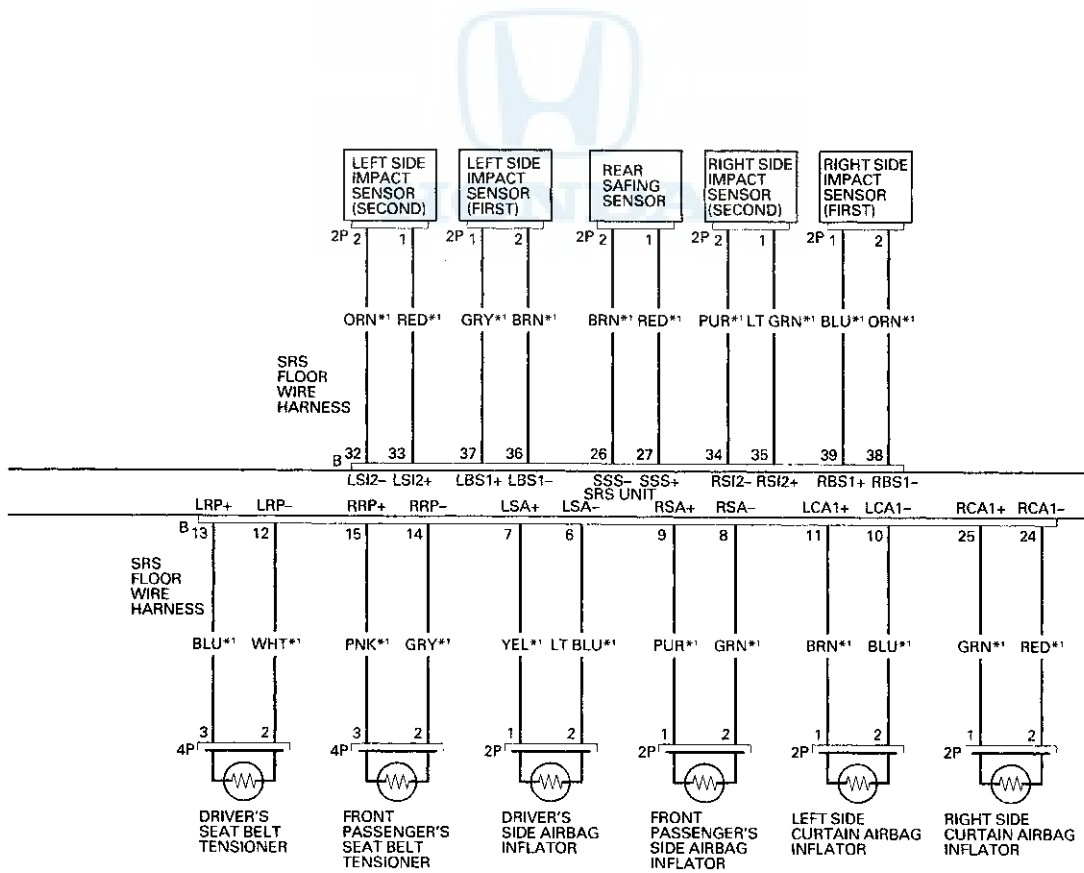 HONDA
LEFT SIDE IMPACT SENSOR (SECOND)
LEFT SIDE IMPACT SENSOR (FIRST)
REAR SAFING SENSOR
RIGHT SIDE IMPACT SENSOR (SECOND)
RIGHT SIDE IMPACT SENSOR (FIRST)
2P 2 1 2P 1 2 2P 2 1 2P 2 1 2P 1 2
ORN*1 RED*1 GRY*1 BRN*1 BRN*1 RED*1 PUR*1 LT GRN*1 BLU*1 ORN*1
SRS
FLOOR
WIRE
HARNESS
B 32 33 37 36 26 27 34 35 39 38
LSI2– LSI2+ LBS1+ LBS1– SSS– SSS+ RSI2– RSI2+ RBS1+ RBS1–
SRS UNIT
LRP+ LRP– RRP+ RRP– LSA+ LSA– RSA+ RSA– LCA1+ LCA1– RCA1+ RCA1–
B 13 12 15 14 7 6 9 8 11 10 25 24
SRS
FLOOR
WIRE
HARNESS
BLU*1 WHT*1 PNK*1 GRY*1 YEL*1 LT BLU*1 PUR*1 GRN*1 BRN*1 BLU*1 GRN*1 RED*1
4P 3 2 4P 3 2 2P 1 2 2P 1 2 2P 1 2 2P 1 2
DRIVER'S
SEAT BELT
TENSIONER
FRONT
PASSENGER'S
SEAT BELT
TENSIONER
DRIVER'S
SIDE AIRBAG
INFLATOR
FRONT
PASSENGER'S
SIDE AIRBAG
INFLATOR
LEFT SIDE
CURTAIN AIRBAG
INFLATOR
RIGHT SIDE
CURTAIN AIRBAG
INFLATOR